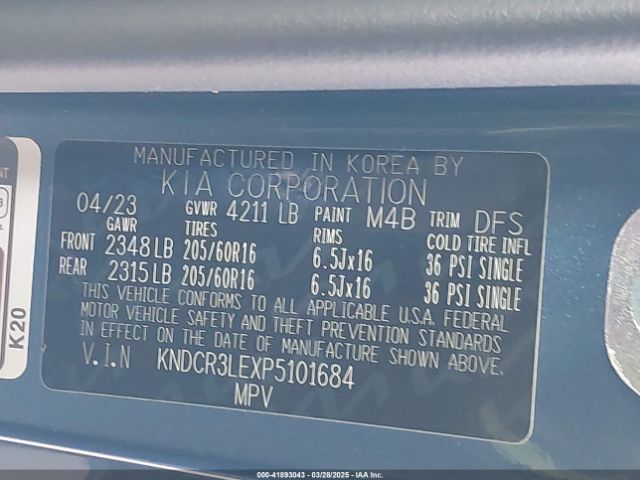 MANUFACTURED IN KOREA BY
KIA CORPORATION
04/23 GVWR 4211 LB PAINT M4B TRIM DFS
GAWR TIRES RIMS COLD TIRE INFL
FRONT 2348 LB 205/60R16 6.5Jx16 36 PSI SINGLE
REAR 2315 LB 205/60R16 6.5Jx16 36 PSI SINGLE
THIS VEHICLE CONFORMS TO ALL APPLICABLE U.S.A. FEDERAL
MOTOR VEHICLE SAFETY AND THEFT PREVENTION STANDARDS
IN EFFECT ON THE DATE OF MANUFACTURE SHOWN ABOVE.
V.I.N KNDCR3LEXP5101684
MPV
K20
00-41893043 / 03/28/2025 / IAAI.COM